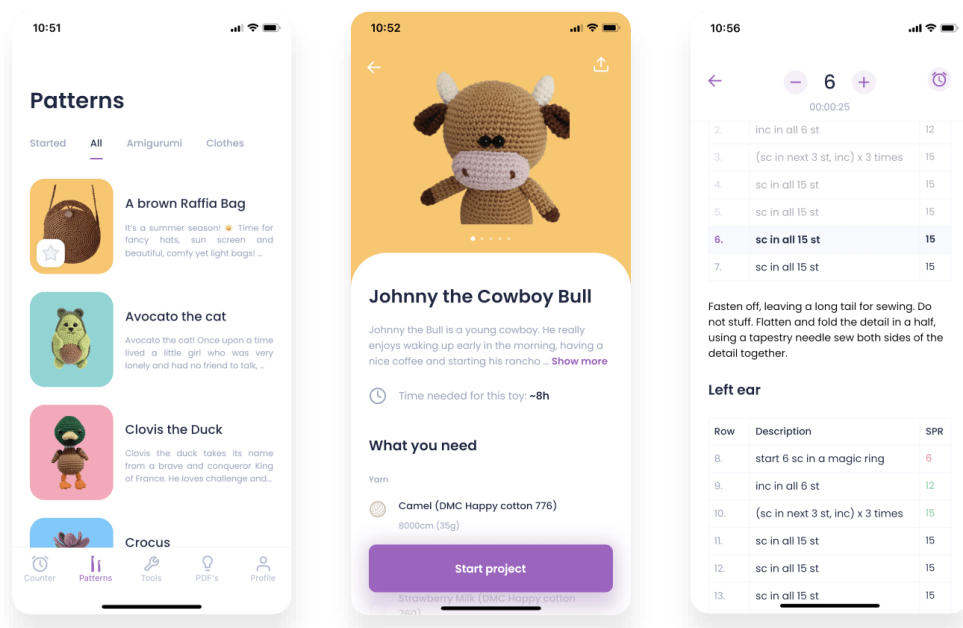 10:51
Patterns
Started All Amigurumi Clothes
A brown Raffia Bag
It's a summer season! 🌞 Time for
fancy hats, sun screen and
beautiful, comfy yet light bags! ...
Avocato the cat
Avocato the cat! Once upon a time
lived a little girl who was very
lonely and had no friend to talk, ...
Clovis the Duck
Clovis the duck takes its name
from a brave and conqueror King
of France. He loves challenge and...
Crocus
Counter Patterns Tools PDF's Profile
10:52
Johnny the Cowboy Bull
Johnny the Bull is a young cowboy. He really
enjoys waking up early in the morning, having a
nice coffee and starting his rancho ... Show more
Time needed for this toy: ~8h
What you need
Yarn
Camel (DMC Happy cotton 776)
8000cm (35g)
Start project
Strawberry Milk (DMC Happy cotton
760)
10:56
6
00:00:25
2. inc in all 6 st 12
3. (sc in next 3 st, inc) x 3 times 15
4. sc in all 15 st 15
5. sc in all 15 st 15
6. sc in all 15 st 15
7. sc in all 15 st 15
Fasten off, leaving a long tail for sewing. Do
not stuff. Flatten and fold the detail in a half,
using a tapestry needle sew both sides of the
detail together.
Left ear
Row Description SPR
8. start 6 sc in a magic ring 6
9. inc in all 6 st 12
10. (sc in next 3 st, inc) x 3 times 15
11. sc in all 15 st 15
12. sc in all 15 st 15
13. sc in all 15 st 15